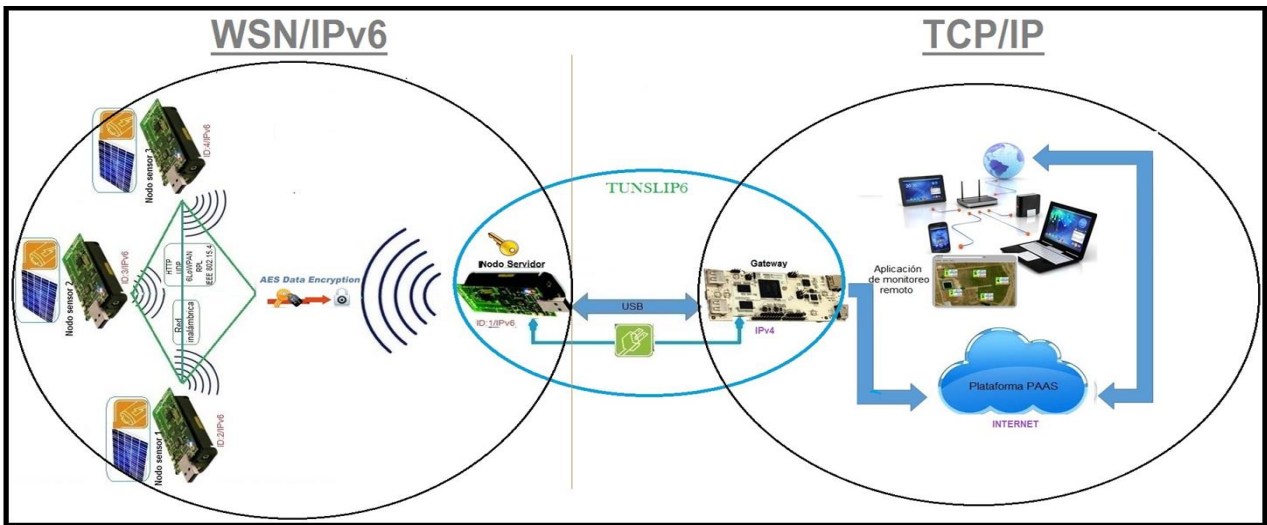 WSN/IPv6
TCP/IP
Nodo sensor 3
ID:4/IPv6
Nodo sensor 2
ID:3/IPv6
HTTP
UDP
6LoWPAN
RPL
IEEE 802.15.4
Red
inalámbrica
Nodo sensor 1
ID:2/IPv6
AES Data Encryption
TUNSLIP6
Nodo Servidor
ID:1/IPv6
USB
Gateway
IPv4
Aplicación
de monitoreo
remoto
Plataforma PAAS
INTERNET